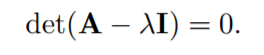 det(A − λI) = 0.